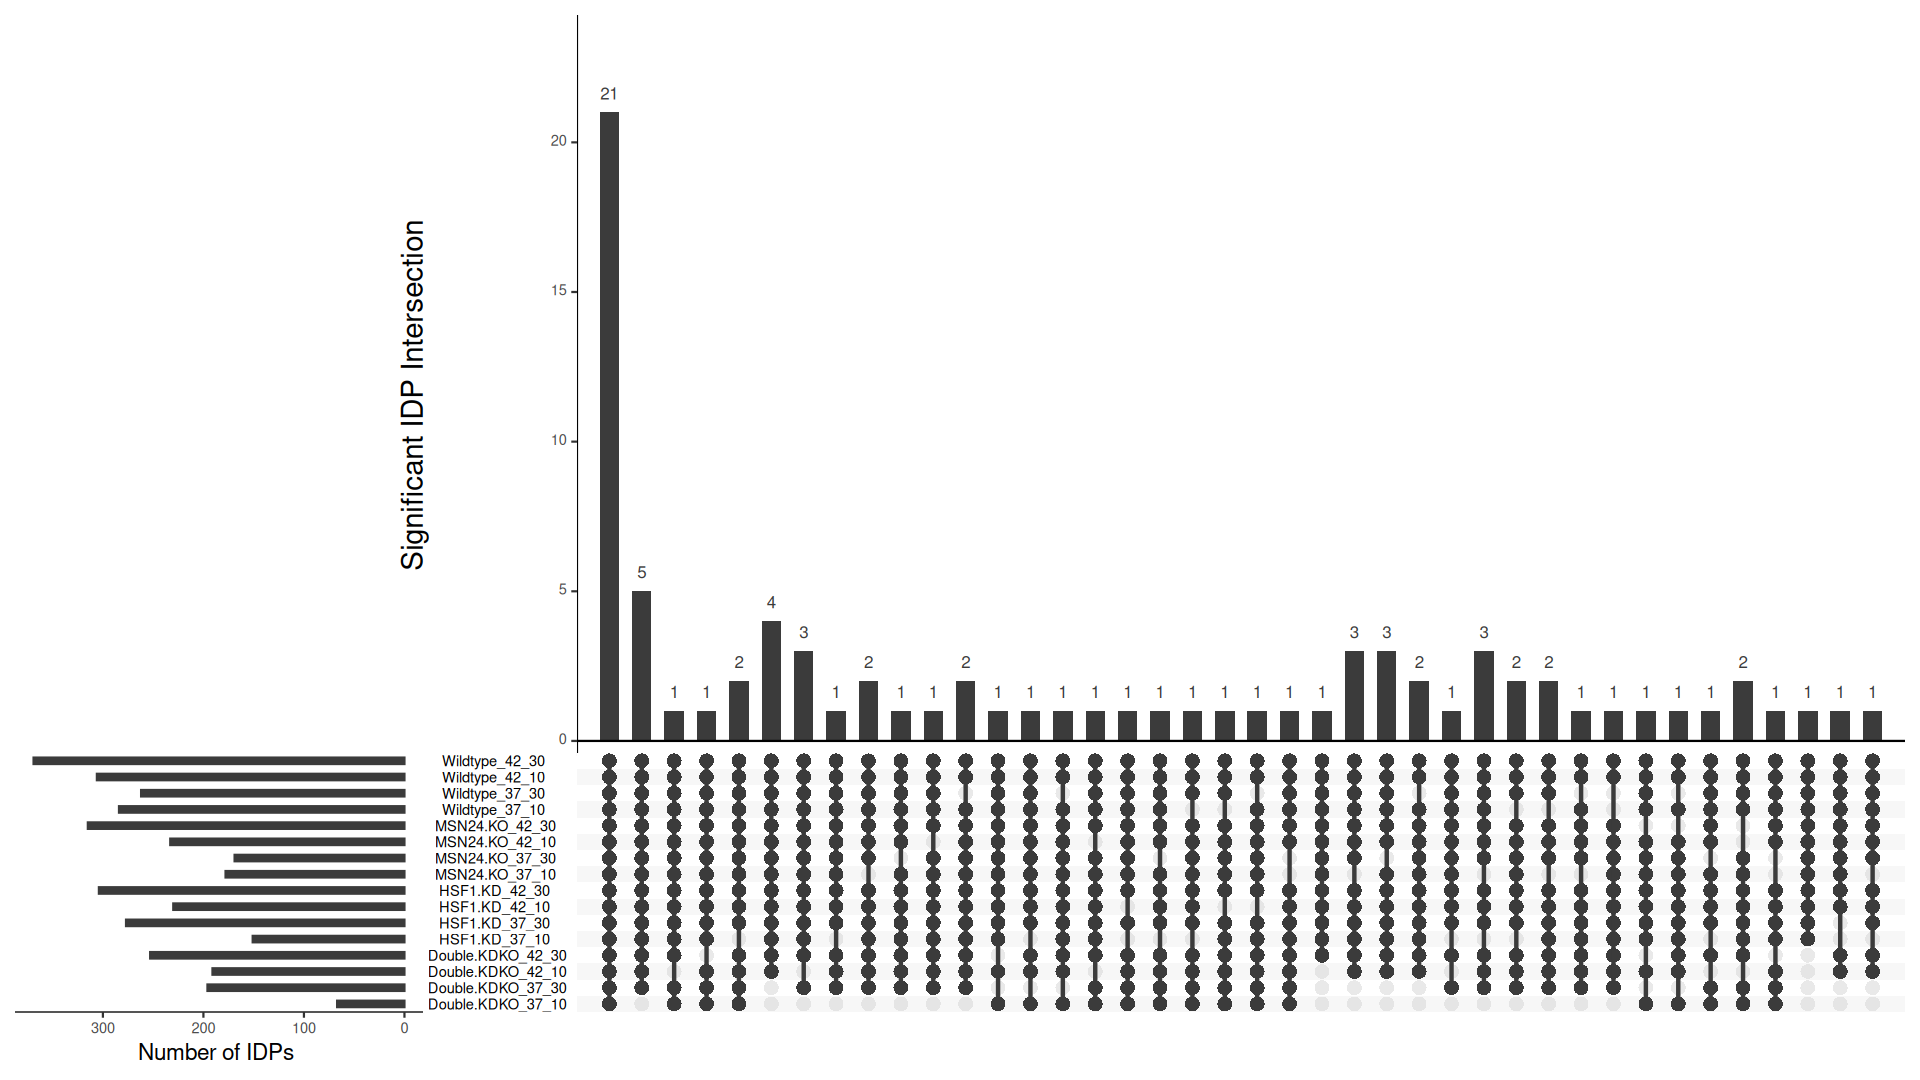 Significant IDP Intersection
20
15
10
5
0
21
5
1
1
2
4
3
1
2
1
1
2
1
1
1
1
1
1
1
1
1
1
1
3
3
2
1
3
2
2
1
1
1
1
1
2
1
1
1
1
Wildtype_42_30
Wildtype_42_10
Wildtype_37_30
Wildtype_37_10
MSN24.KO_42_30
MSN24.KO_42_10
MSN24.KO_37_30
MSN24.KO_37_10
HSF1.KD_42_30
HSF1.KD_42_10
HSF1.KD_37_30
HSF1.KD_37_10
Double.KDKO_42_30
Double.KDKO_42_10
Double.KDKO_37_30
Double.KDKO_37_10
300 200 100 0
Number of IDPs